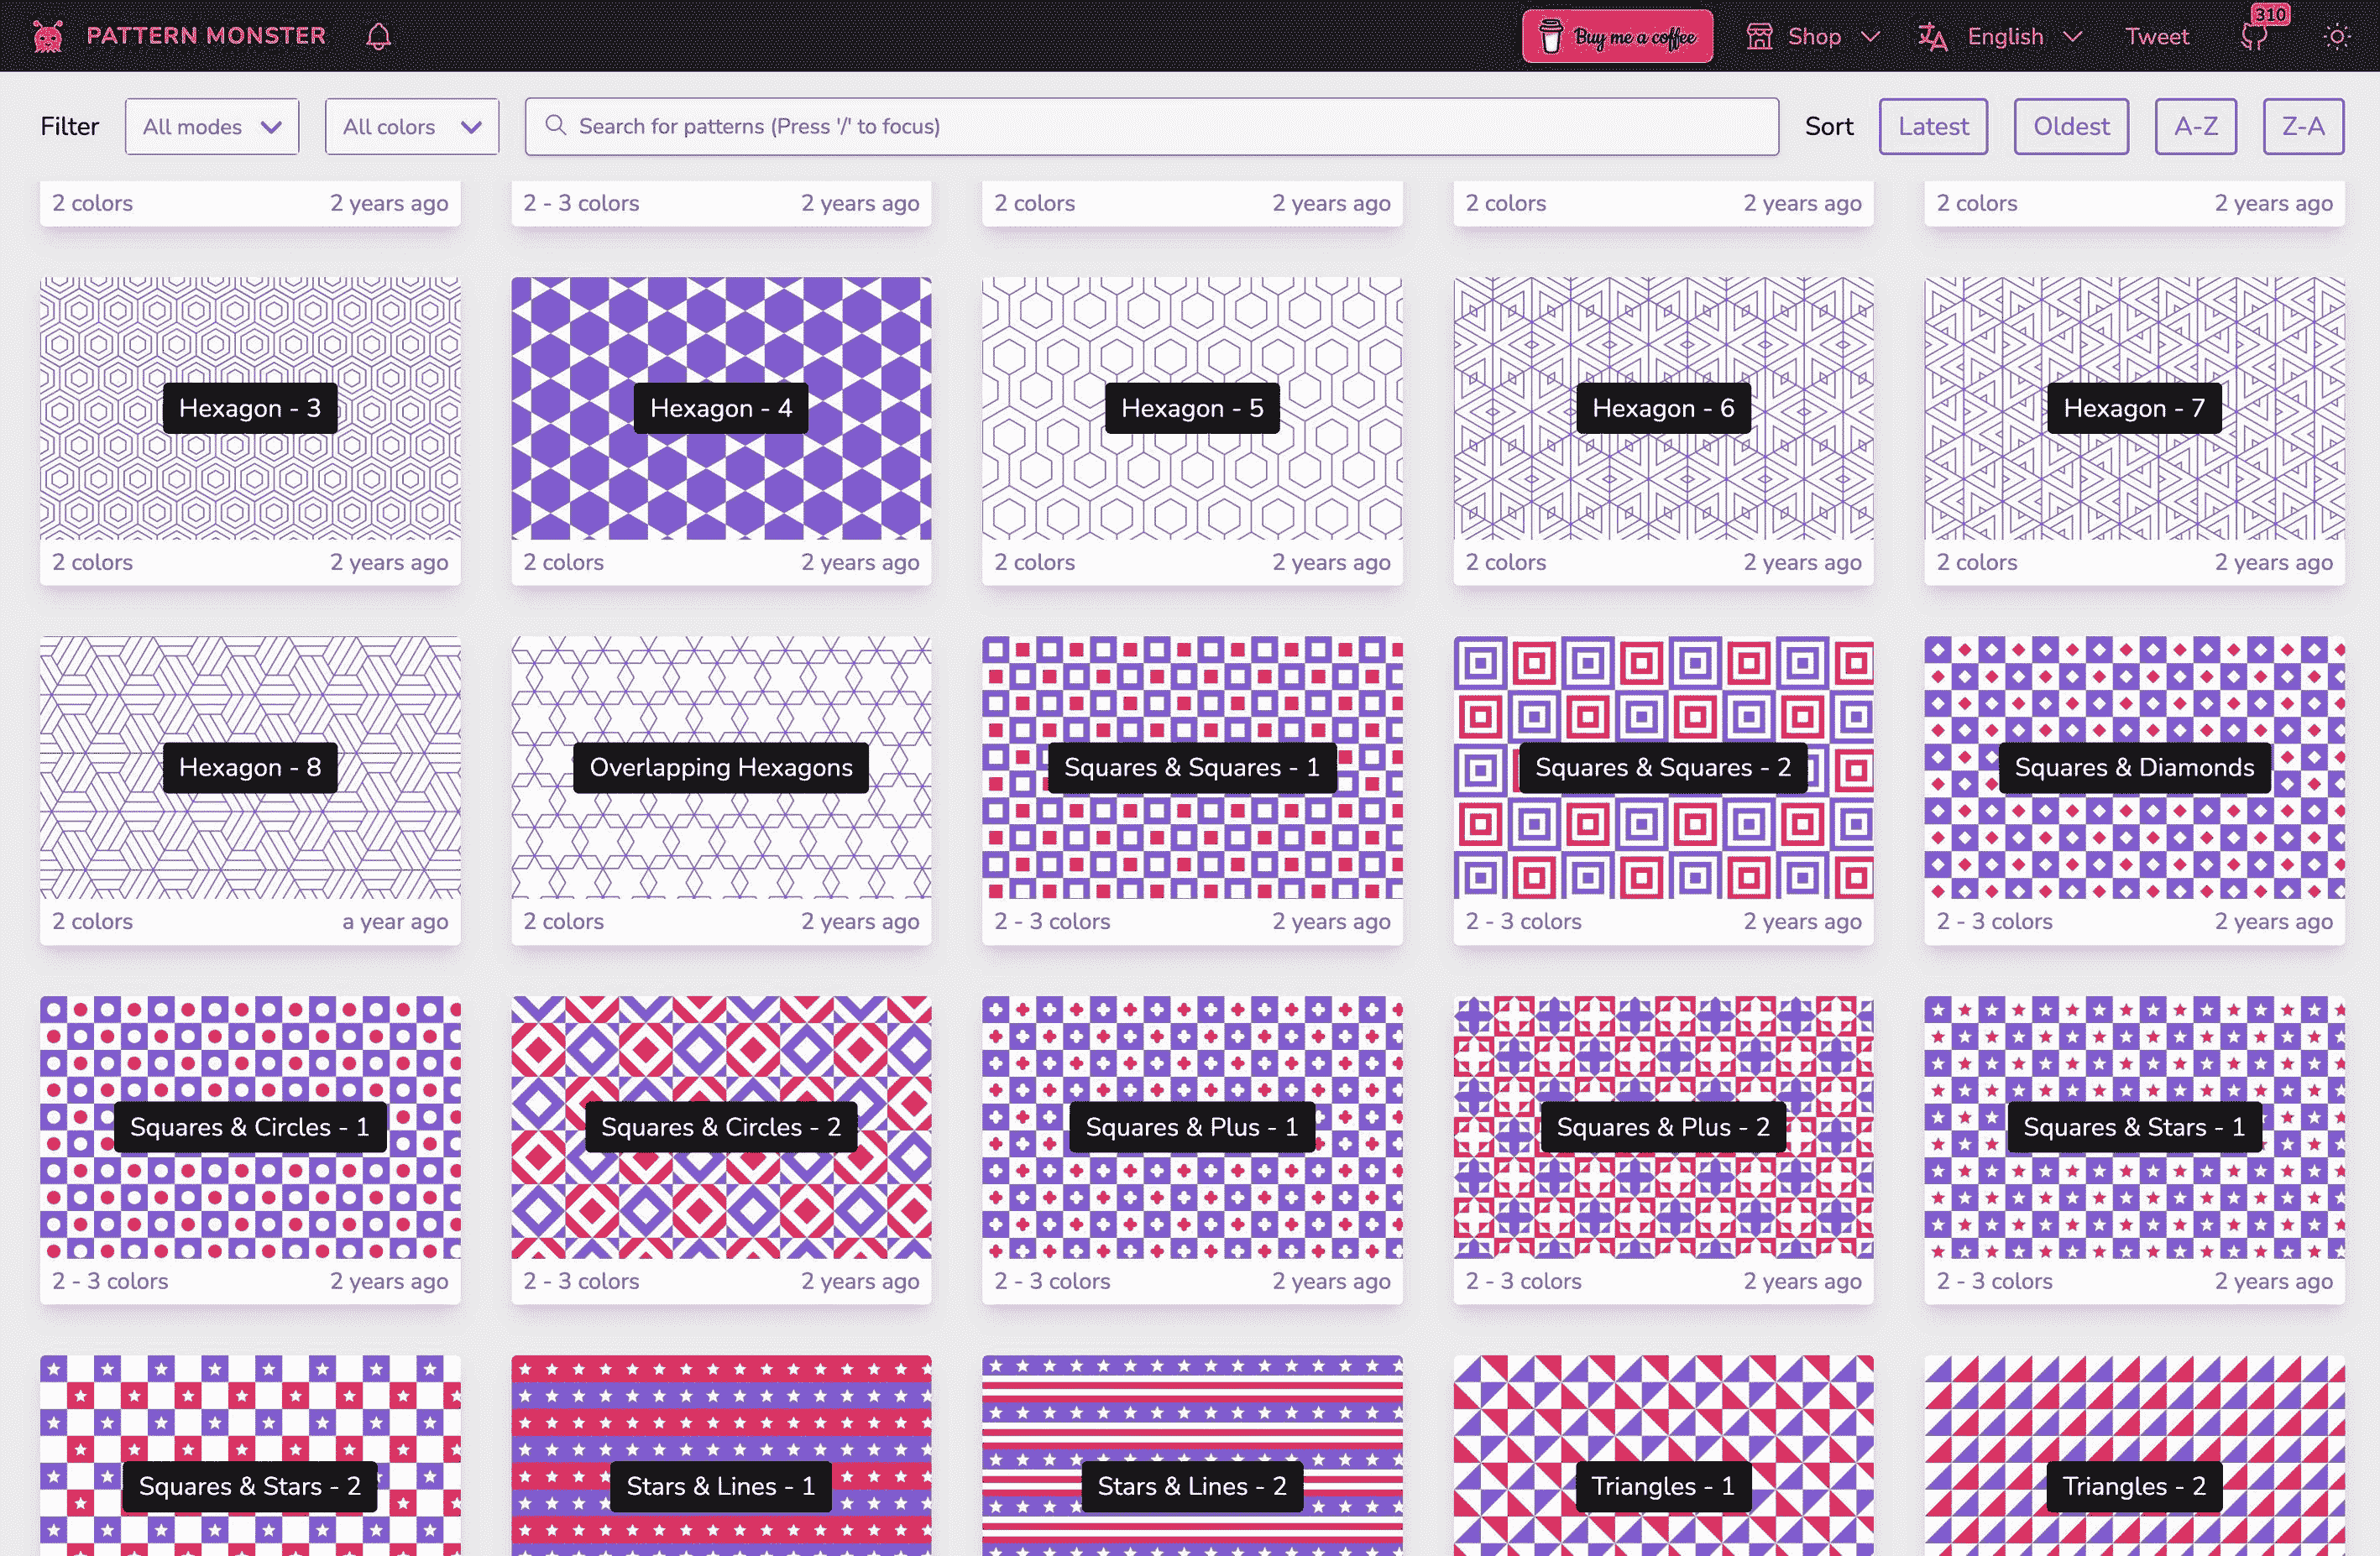 PATTERN MONSTER
Buy me a coffee
Shop
English
Tweet
310
Filter
All modes
All colors
Search for patterns (Press '/' to focus)
Sort
Latest
Oldest
A-Z
Z-A
2 colors 2 years ago
2 - 3 colors 2 years ago
2 colors 2 years ago
2 colors 2 years ago
2 colors 2 years ago
Hexagon - 3
2 colors 2 years ago
Hexagon - 4
2 colors 2 years ago
Hexagon - 5
2 colors 2 years ago
Hexagon - 6
2 colors 2 years ago
Hexagon - 7
2 colors 2 years ago
Hexagon - 8
2 colors a year ago
Overlapping Hexagons
2 colors 2 years ago
Squares & Squares - 1
2 - 3 colors 2 years ago
Squares & Squares - 2
2 - 3 colors 2 years ago
Squares & Diamonds
2 - 3 colors 2 years ago
Squares & Circles - 1
2 - 3 colors 2 years ago
Squares & Circles - 2
2 - 3 colors 2 years ago
Squares & Plus - 1
2 - 3 colors 2 years ago
Squares & Plus - 2
2 - 3 colors 2 years ago
Squares & Stars - 1
2 - 3 colors 2 years ago
Squares & Stars - 2
Stars & Lines - 1
Stars & Lines - 2
Triangles - 1
Triangles - 2